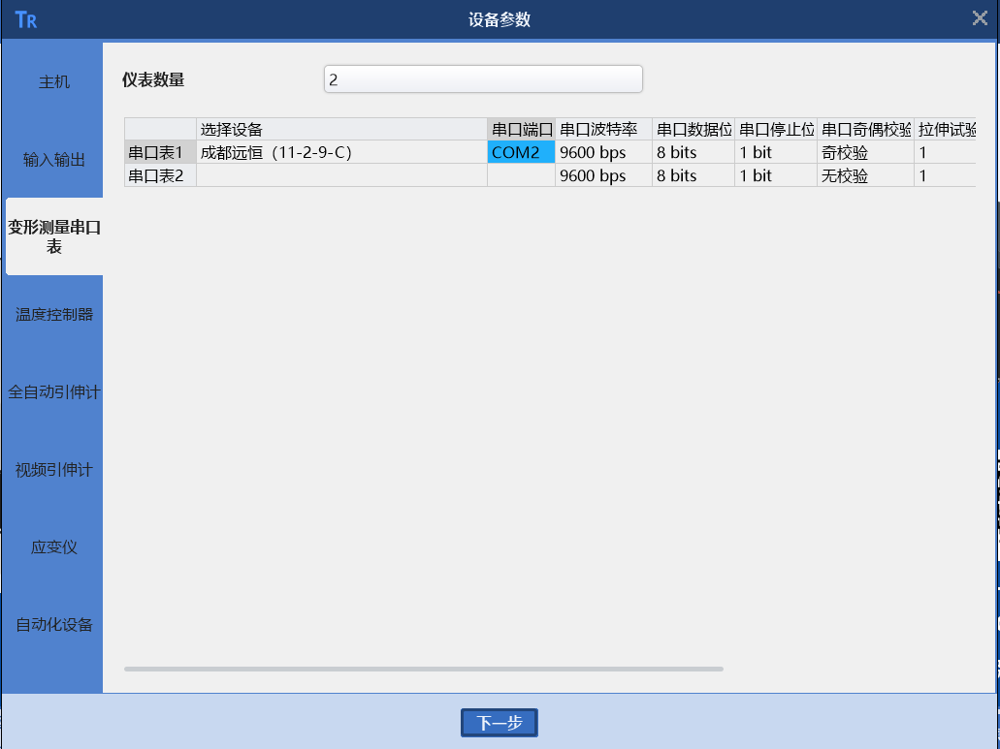 TR
设备参数
主机
输入输出
变形测量串口
表
温度控制器
全自动引伸计
视频引伸计
应变仪
自动化设备
仪表数量
2
选择设备 串口端口 串口波特率 串口数据位 串口停止位 串口奇偶校验 拉伸试验
串口表1 成都远恒（11-2-9-C） COM2 9600 bps 8 bits 1 bit 奇校验 1
串口表2 9600 bps 8 bits 1 bit 无校验 1
下一步